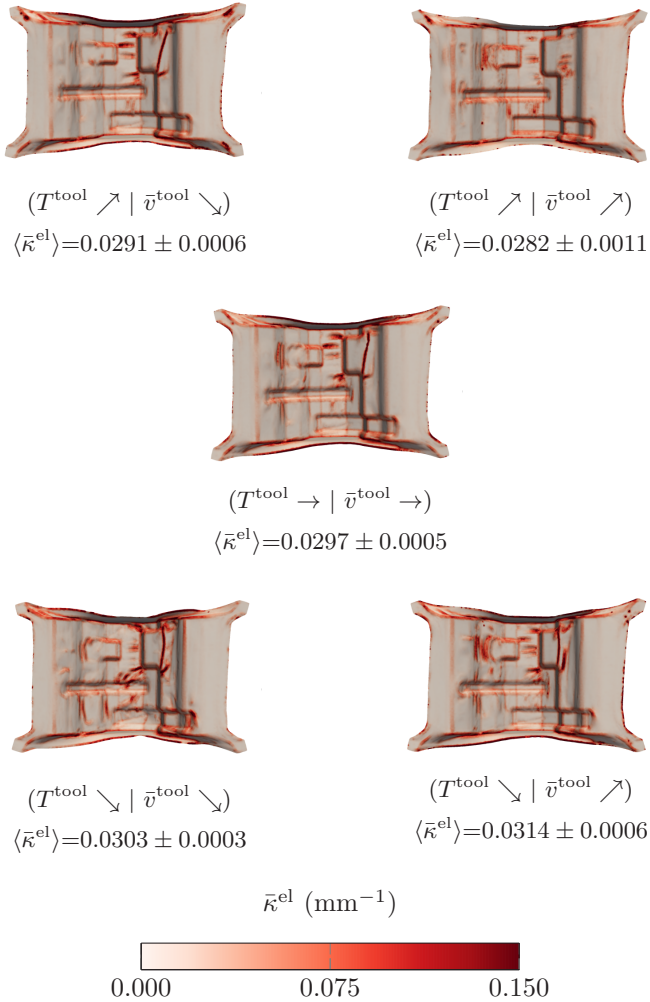 (T^tool ↗ | v̄^tool ↘) (T^tool ↗ | v̄^tool ↗)
⟨κ̄^el⟩=0.0291 ± 0.0006 ⟨κ̄^el⟩=0.0282 ± 0.0011
(T^tool → | v̄^tool →)
⟨κ̄^el⟩=0.0297 ± 0.0005
(T^tool ↘ | v̄^tool ↘) (T^tool ↘ | v̄^tool ↗)
⟨κ̄^el⟩=0.0303 ± 0.0003 ⟨κ̄^el⟩=0.0314 ± 0.0006
κ̄^el (mm⁻¹)
0.000 0.075 0.150